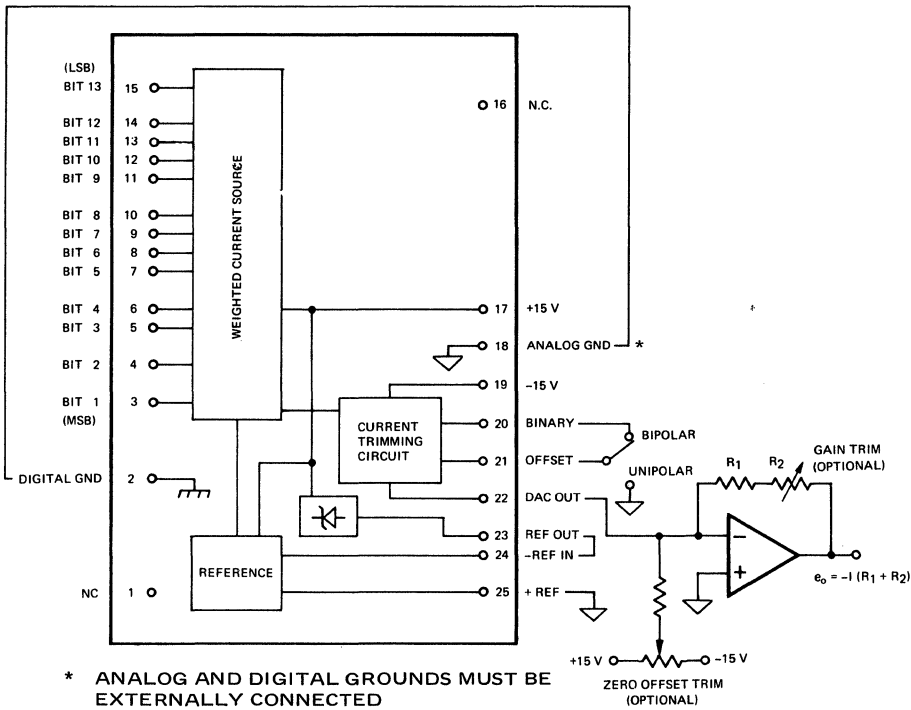 (LSB)
BIT 13 15
BIT 12 14
BIT 11 13
BIT 10 12
BIT 9 11
BIT 8 10
BIT 7 9
BIT 6 8
BIT 5 7
BIT 4 6
BIT 3 5
BIT 2 4
BIT 1 3
(MSB)
DIGITAL GND 2
NC 1
WEIGHTED CURRENT SOURCE
REFERENCE
CURRENT
TRIMMING
CIRCUIT
16 N.C.
17 +15 V
18 ANALOG GND *
19 −15 V
20 BINARY
21 OFFSET
22 DAC OUT
23 REF OUT
24 −REF IN
25 + REF
BIPOLAR
UNIPOLAR
R1 R2
GAIN TRIM
(OPTIONAL)
−
+
eo = −I (R1 + R2)
+15 V −15 V
ZERO OFFSET TRIM
(OPTIONAL)
* ANALOG AND DIGITAL GROUNDS MUST BE
EXTERNALLY CONNECTED